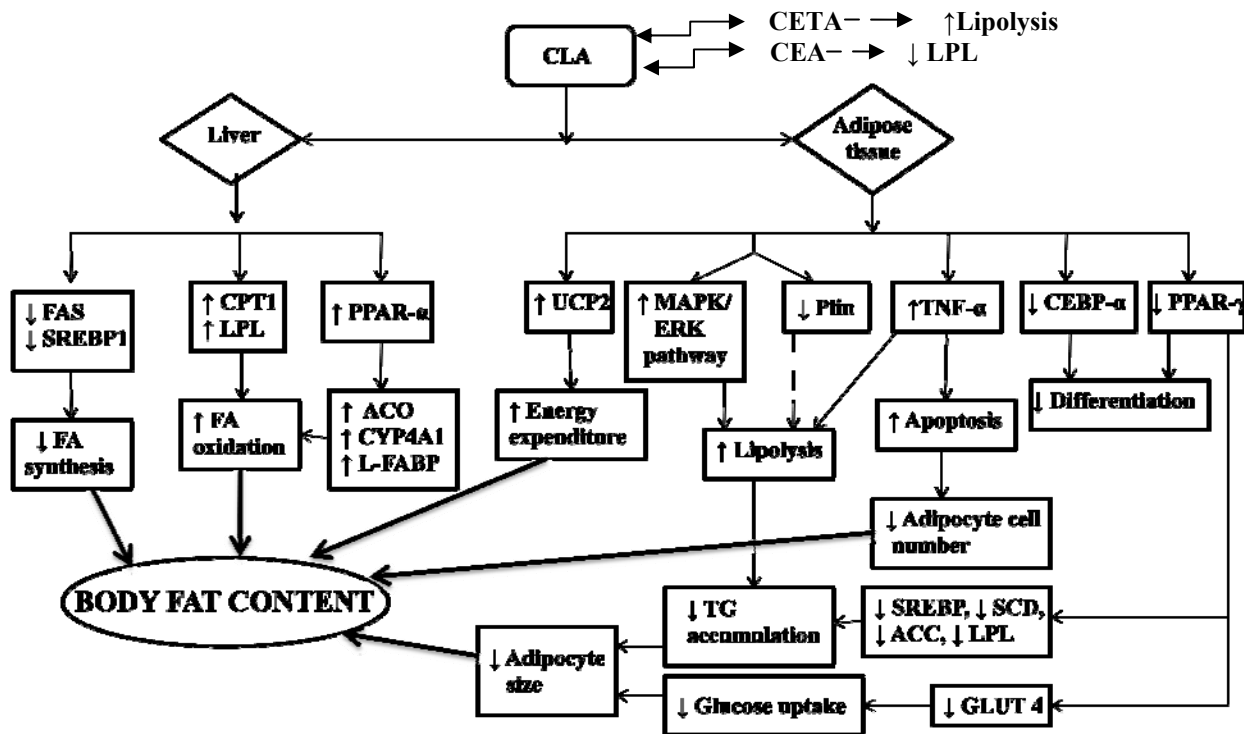 CETA– → ↑Lipolysis
CLA
CEA– → ↓ LPL
Liver
Adipose
tissue
↓ FAS
↓ SREBP1
↑ CPT1
↑ LPL
↑ PPAR-α
↑ UCP2
↑ MAPK/
ERK
pathway
↓ Plin
↑TNF-α
↓ CEBP-α
↓ PPAR-γ
↓ FA
synthesis
↑ FA
oxidation
↑ ACO
↑ CYP4A1
↑ L-FABP
↑ Energy
expenditure
↑ Lipolysis
↑ Apoptosis
↓ Differentiation
↓ Adipocyte cell
number
BODY FAT CONTENT
↓ TG
accumulation
↓ SREBP, ↓ SCD,
↓ ACC, ↓ LPL
↓ Adipocyte
size
↓ Glucose uptake
↓ GLUT 4